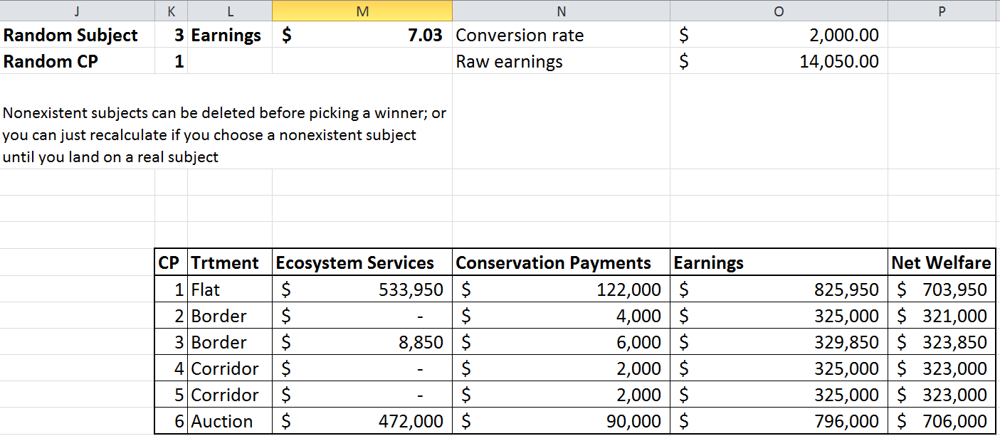 J K L M N O P
Random Subject 3 Earnings $ 7.03 Conversion rate $ 2,000.00
Random CP 1 Raw earnings $ 14,050.00
Nonexistent subjects can be deleted before picking a winner; or
you can just recalculate if you choose a nonexistent subject
until you land on a real subject
CP Trtment Ecosystem Services Conservation Payments Earnings Net Welfare
1 Flat $ 533,950 $ 122,000 $ 825,950 $ 703,950
2 Border $ - $ 4,000 $ 325,000 $ 321,000
3 Border $ 8,850 $ 6,000 $ 329,850 $ 323,850
4 Corridor $ - $ 2,000 $ 325,000 $ 323,000
5 Corridor $ - $ 2,000 $ 325,000 $ 323,000
6 Auction $ 472,000 $ 90,000 $ 796,000 $ 706,000